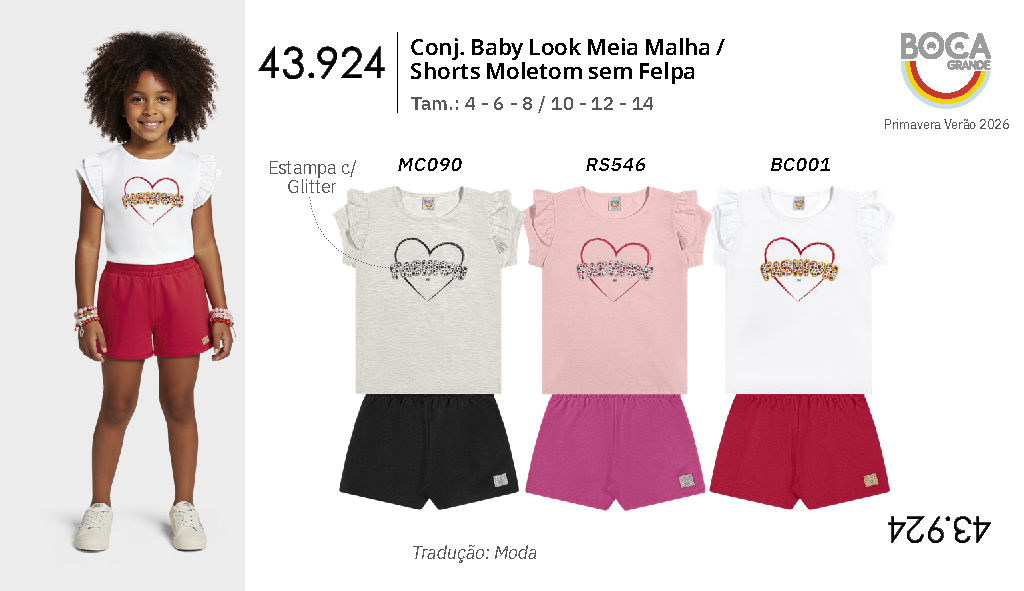 43.924
Conj. Baby Look Meia Malha /
Shorts Moletom sem Felpa
Tam.: 4 - 6 - 8 / 10 - 12 - 14
BOCA
GRANDE
Primavera Verão 2026
Estampa c/
Glitter
MC090
RS546
BC001
FASHION
FASHION
FASHION
FASHION
43.924
Tradução: Moda